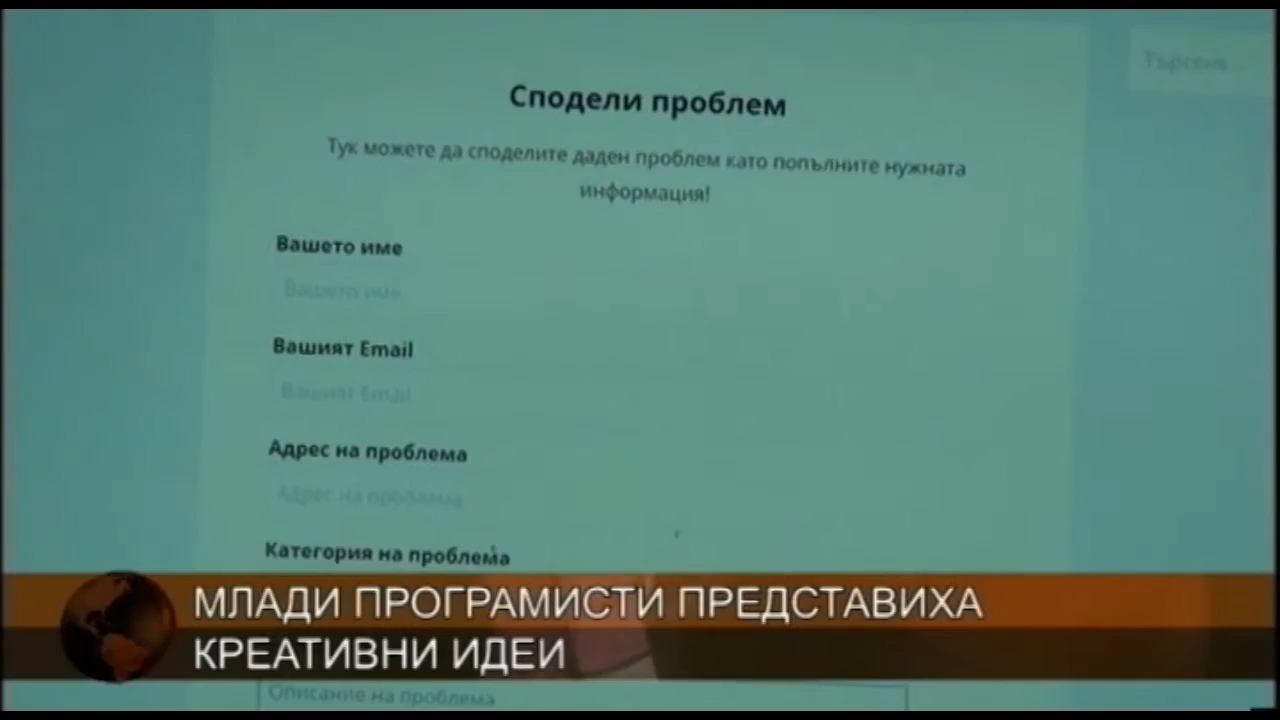 Търсене
Сподели проблем
Тук можете да споделите даден проблем като попълните нужната
информация!
Вашето име
Вашето име
Вашият Email
Вашият Email
Адрес на проблема
Адрес на проблема
Категория на проблема
МЛАДИ ПРОГРАМИСТИ ПРЕДСТАВИХА
КРЕАТИВНИ ИДЕИ
Описание на проблема